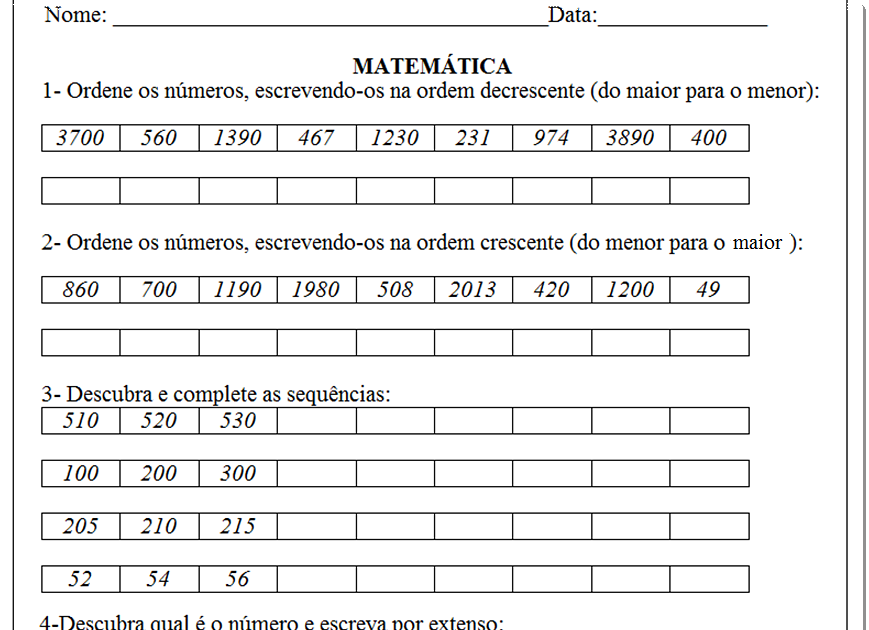 Nome: ________________________________________Data:________________
MATEMÁTICA
1- Ordene os números, escrevendo-os na ordem decrescente (do maior para o menor):
3700 560 1390 467 1230 231 974 3890 400
2- Ordene os números, escrevendo-os na ordem crescente (do menor para o maior ):
860 700 1190 1980 508 2013 420 1200 49
3- Descubra e complete as sequências:
510 520 530
100 200 300
205 210 215
52 54 56
4-Descubra qual é o número e escreva por extenso: